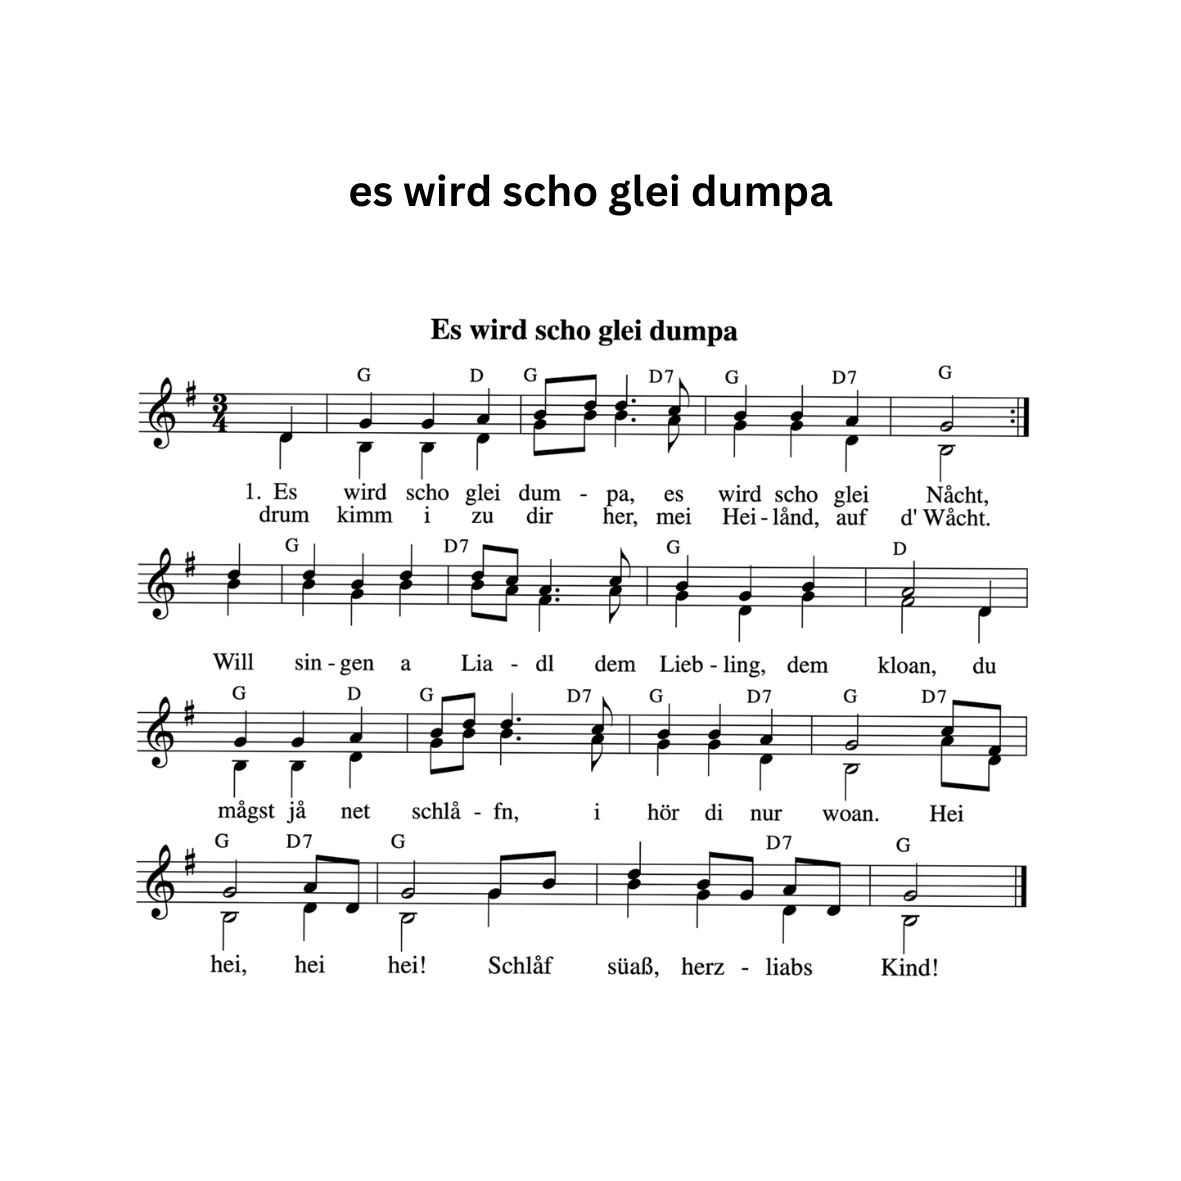 es wird scho glei dumpa
Es wird scho glei dumpa
G D G D7 G D7 G
3
4
1. Es wird scho glei dum - pa, es wird scho glei Nåcht,
drum kimm i zu dir her, mei Hei - lånd, auf d' Wåcht.
G D7 G D
Will sin - gen a Lia - dl dem Lieb - ling, dem kloan, du
G D G D7 G D7 G D7
mågst jå net schlå - fn, i hör di nur woan. Hei
G D7 G D7 G
hei, hei hei! Schlåf süaß, herz - liabs Kind!